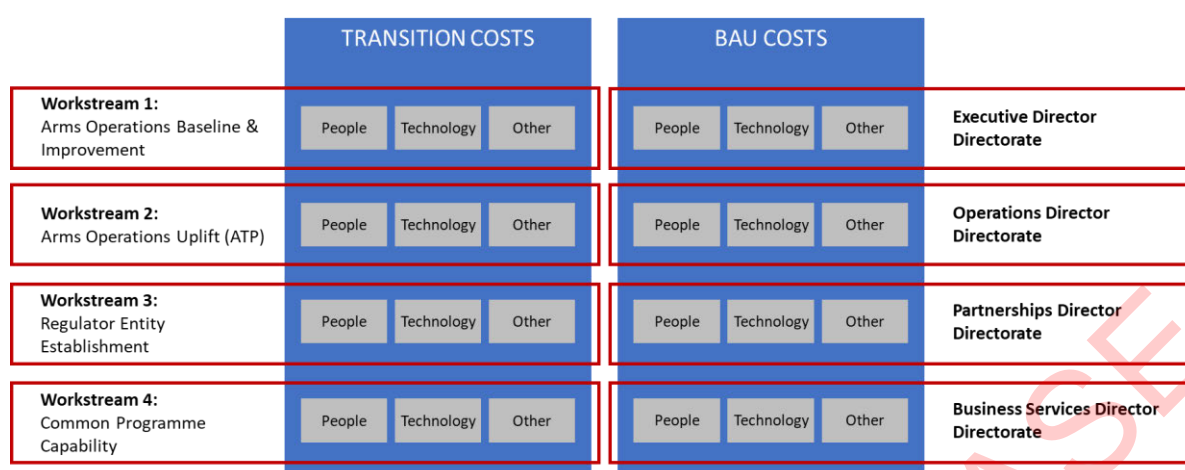 TRANSITION COSTS
BAU COSTS
Workstream 1:
Arms Operations Baseline &
Improvement
People Technology Other
People Technology Other
Executive Director
Directorate
Workstream 2:
Arms Operations Uplift (ATP)
People Technology Other
People Technology Other
Operations Director
Directorate
Workstream 3:
Regulator Entity
Establishment
People Technology Other
People Technology Other
Partnerships Director
Directorate
Workstream 4:
Common Programme
Capability
People Technology Other
People Technology Other
Business Services Director
Directorate
ASE